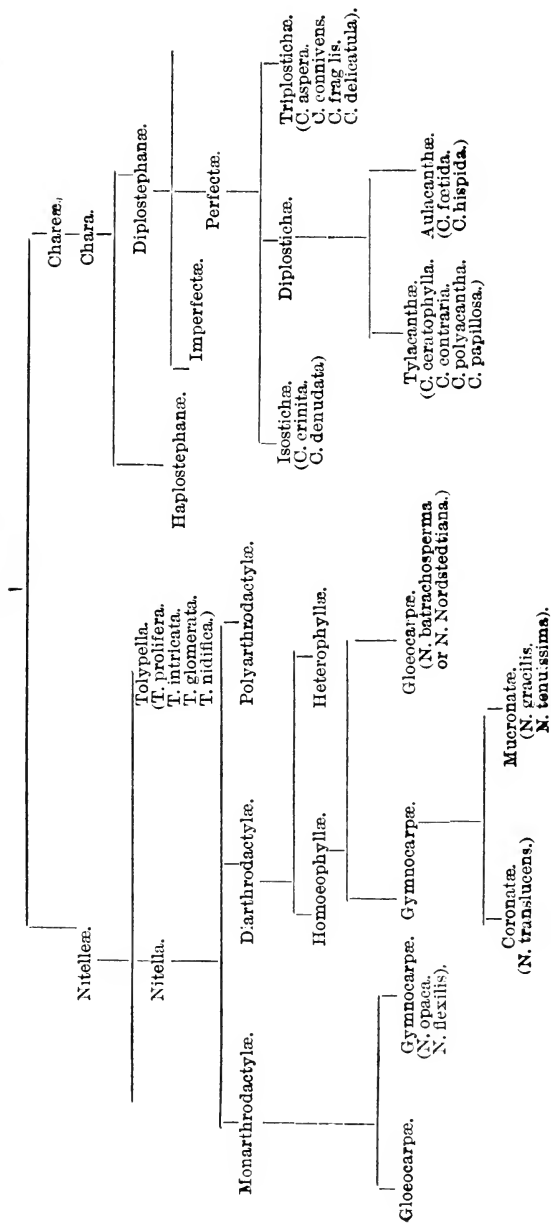 Nitelleæ.
Chareæ.
Chara.
Nitella.
Tolypella.
(T. prolifera.
T. intricata.
T. glomerata.
T. nidifica.)
Haplostephanæ.
Diplostephanæ.
Monarthrodactylæ.
Diarthrodactylæ.
Polyarthrodactylæ.
Imperfectæ.
Perfectæ.
Homoeophyllæ.
Heterophyllæ.
Isostichæ.
(C. crinita.
C. denudata)
Diplostichæ.
Triplostichæ.
(C. aspera.
C. connivens.
C. frag lis.
C. delicatula).
Gloeocarpæ.
Gymnocarpæ.
(N. opaca.
N. flexilis).
Gymnocarpæ.
Gloeocarpæ.
(N. batrachosperma
or N. Nordstedtiana.)
Tylacanthæ.
(C. ceratophylla.
C. contraria.
C. polyacantha.
C. papillosa.)
Aulacanthæ.
(C. fœtida.
C. hispida.)
Coronatæ.
(N. translucens.)
Mucronatæ.
(N. gracilis.
N. tenuissima).